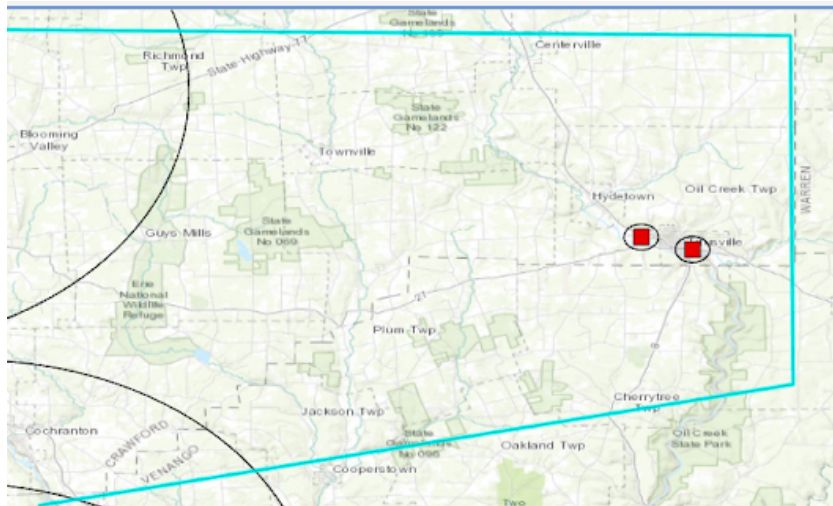 State
Gamelands
Centerville
Richmond
Twp
State Highway 77
State
Gamelands
No 122
Blooming
Valley
Townville
WARREN
Hydetown
Oil Creek Twp
State
Gamelands
No 069
Guys Mills
Erie
National
Wildlife
Refuge
27
Plum Twp
8
Cherrytree
Twp
Jackson Twp
Cochranton
CRAWFORD
VENANGO
State
Gamelands
No 096
Oakland Twp
Oil Creek
State Park
Cooperstown
Two